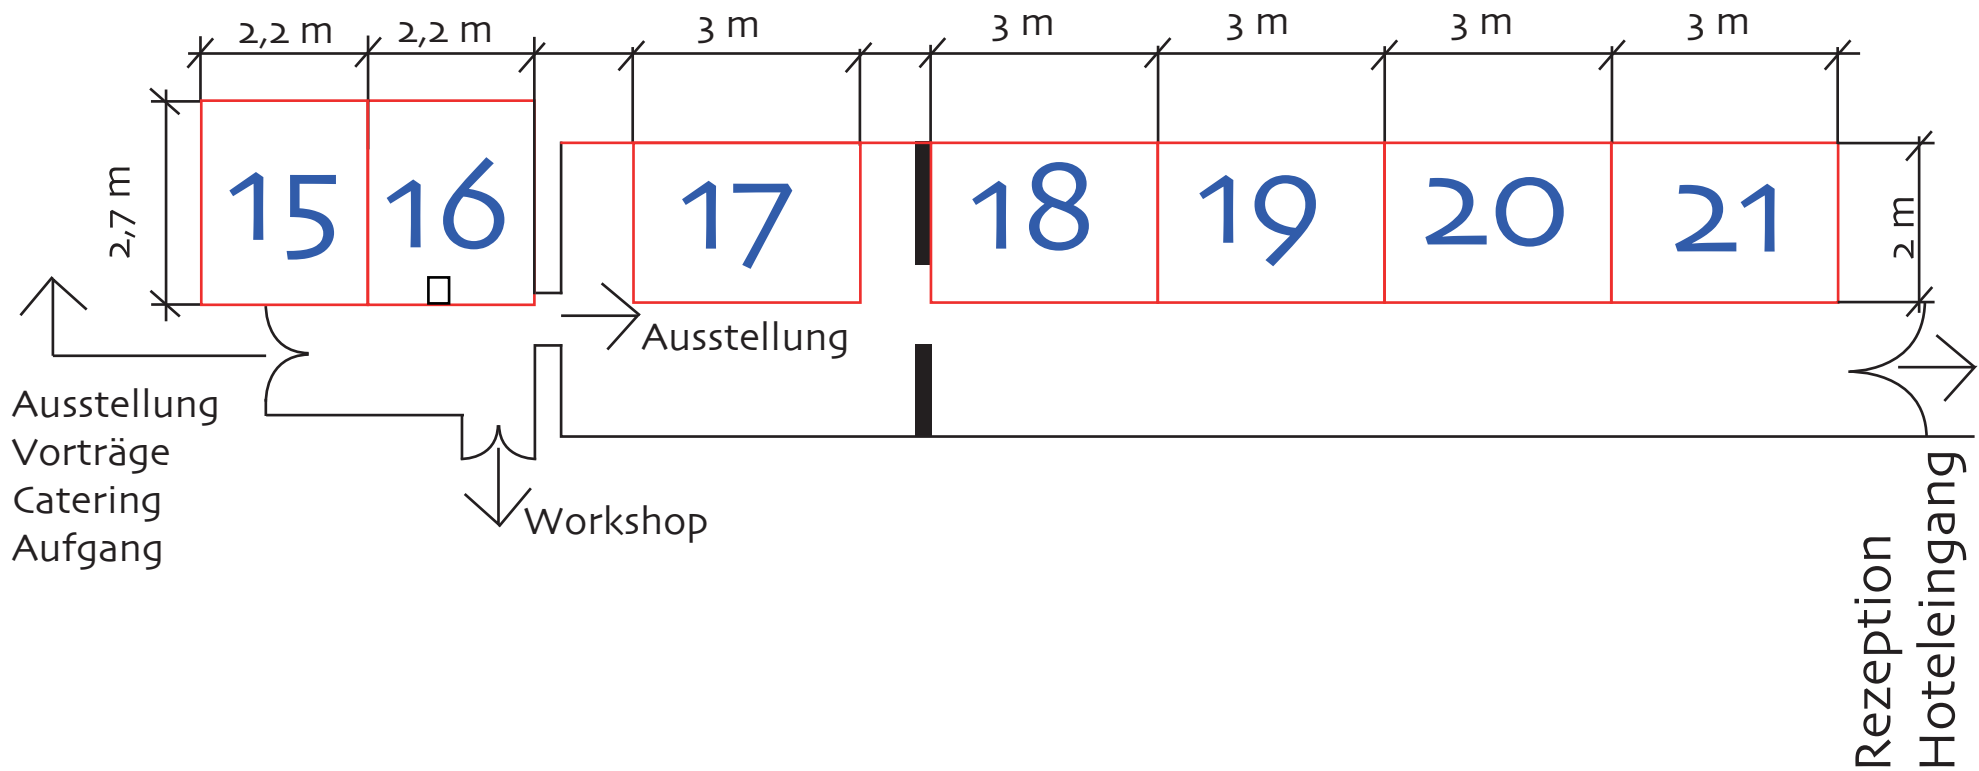 2,2 m
2,2 m
3 m
3 m
3 m
3 m
3 m
2,7 m
15
16
17
18
19
20
21
2 m
Ausstellung
Ausstellung
Vorträge
Catering
Aufgang
Workshop
Rezeption
Hoteleingang